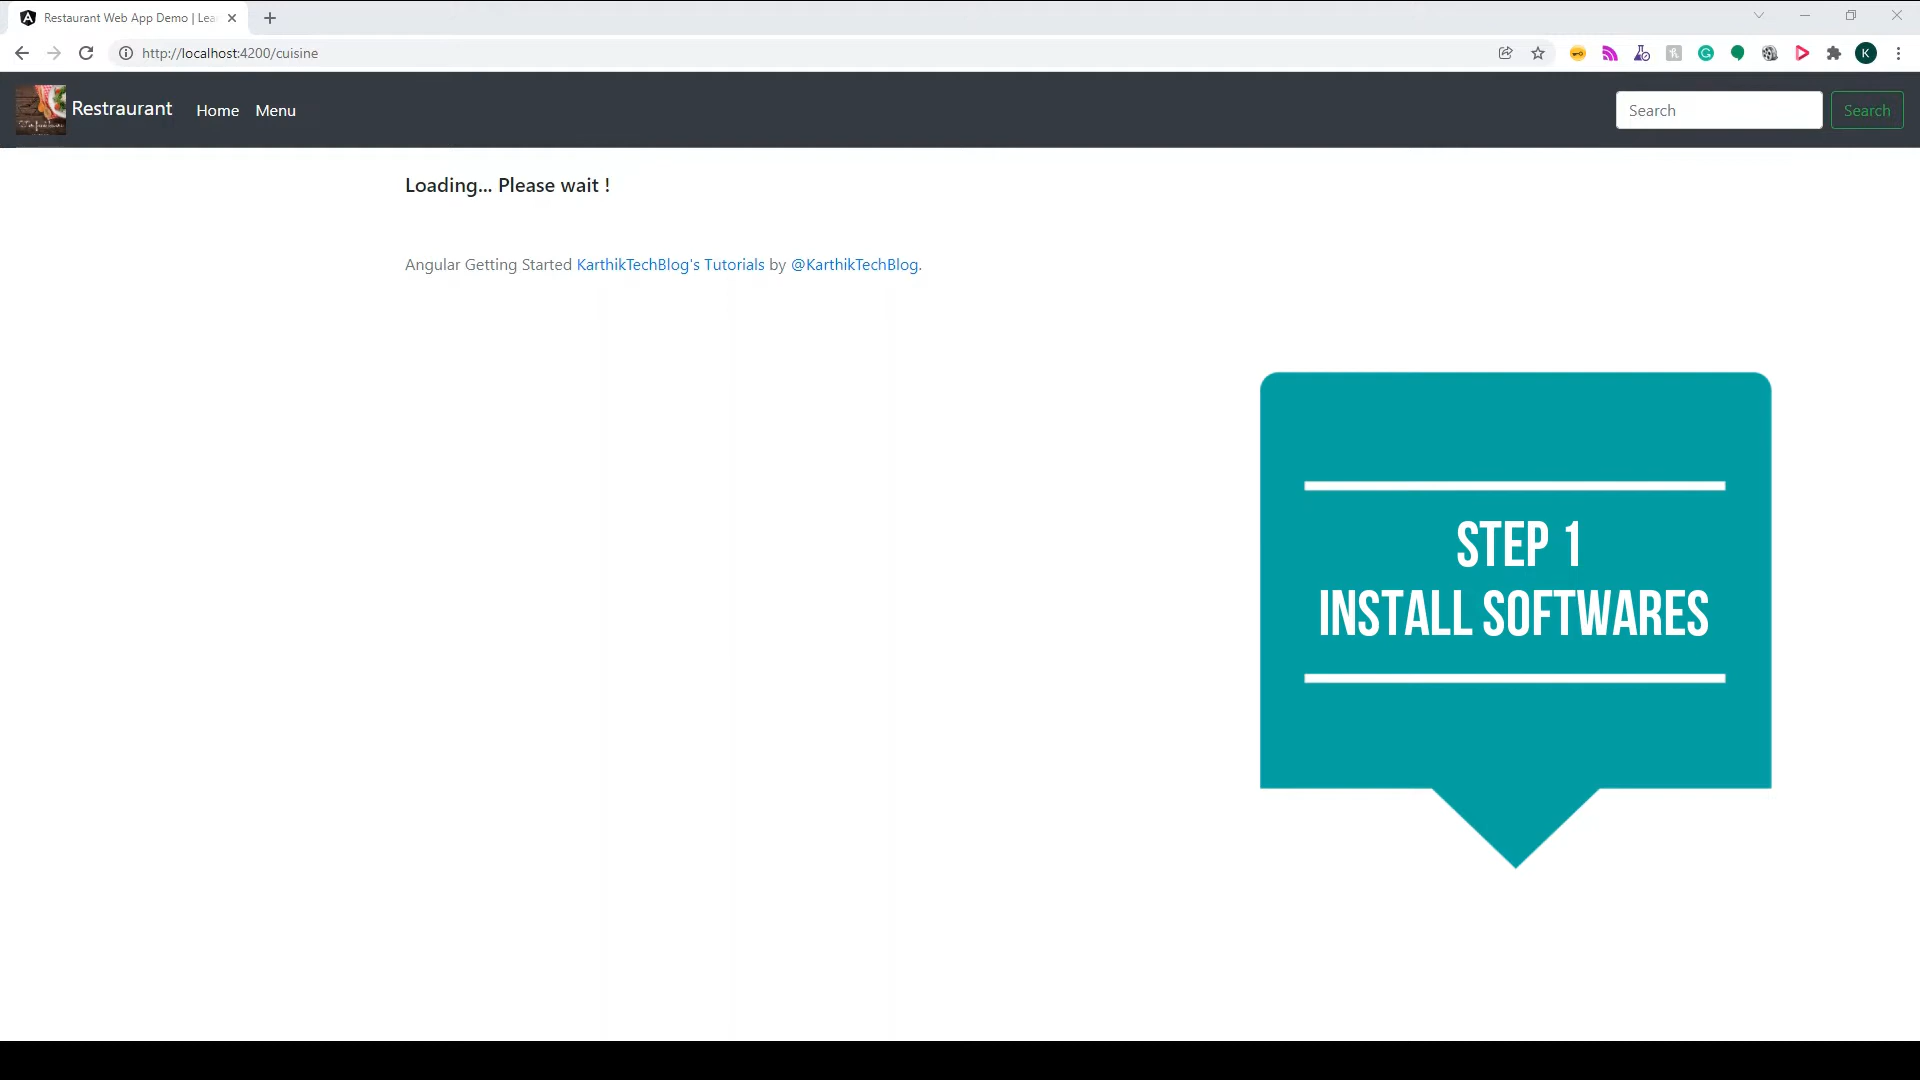 Restaurant Web App Demo | Lea
http://localhost:4200/cuisine
K
Restraurant
Home
Menu
Search
Search
Loading... Please wait !
Angular Getting Started KarthikTechBlog's Tutorials by @KarthikTechBlog.
STEP 1
INSTALL SOFTWARES